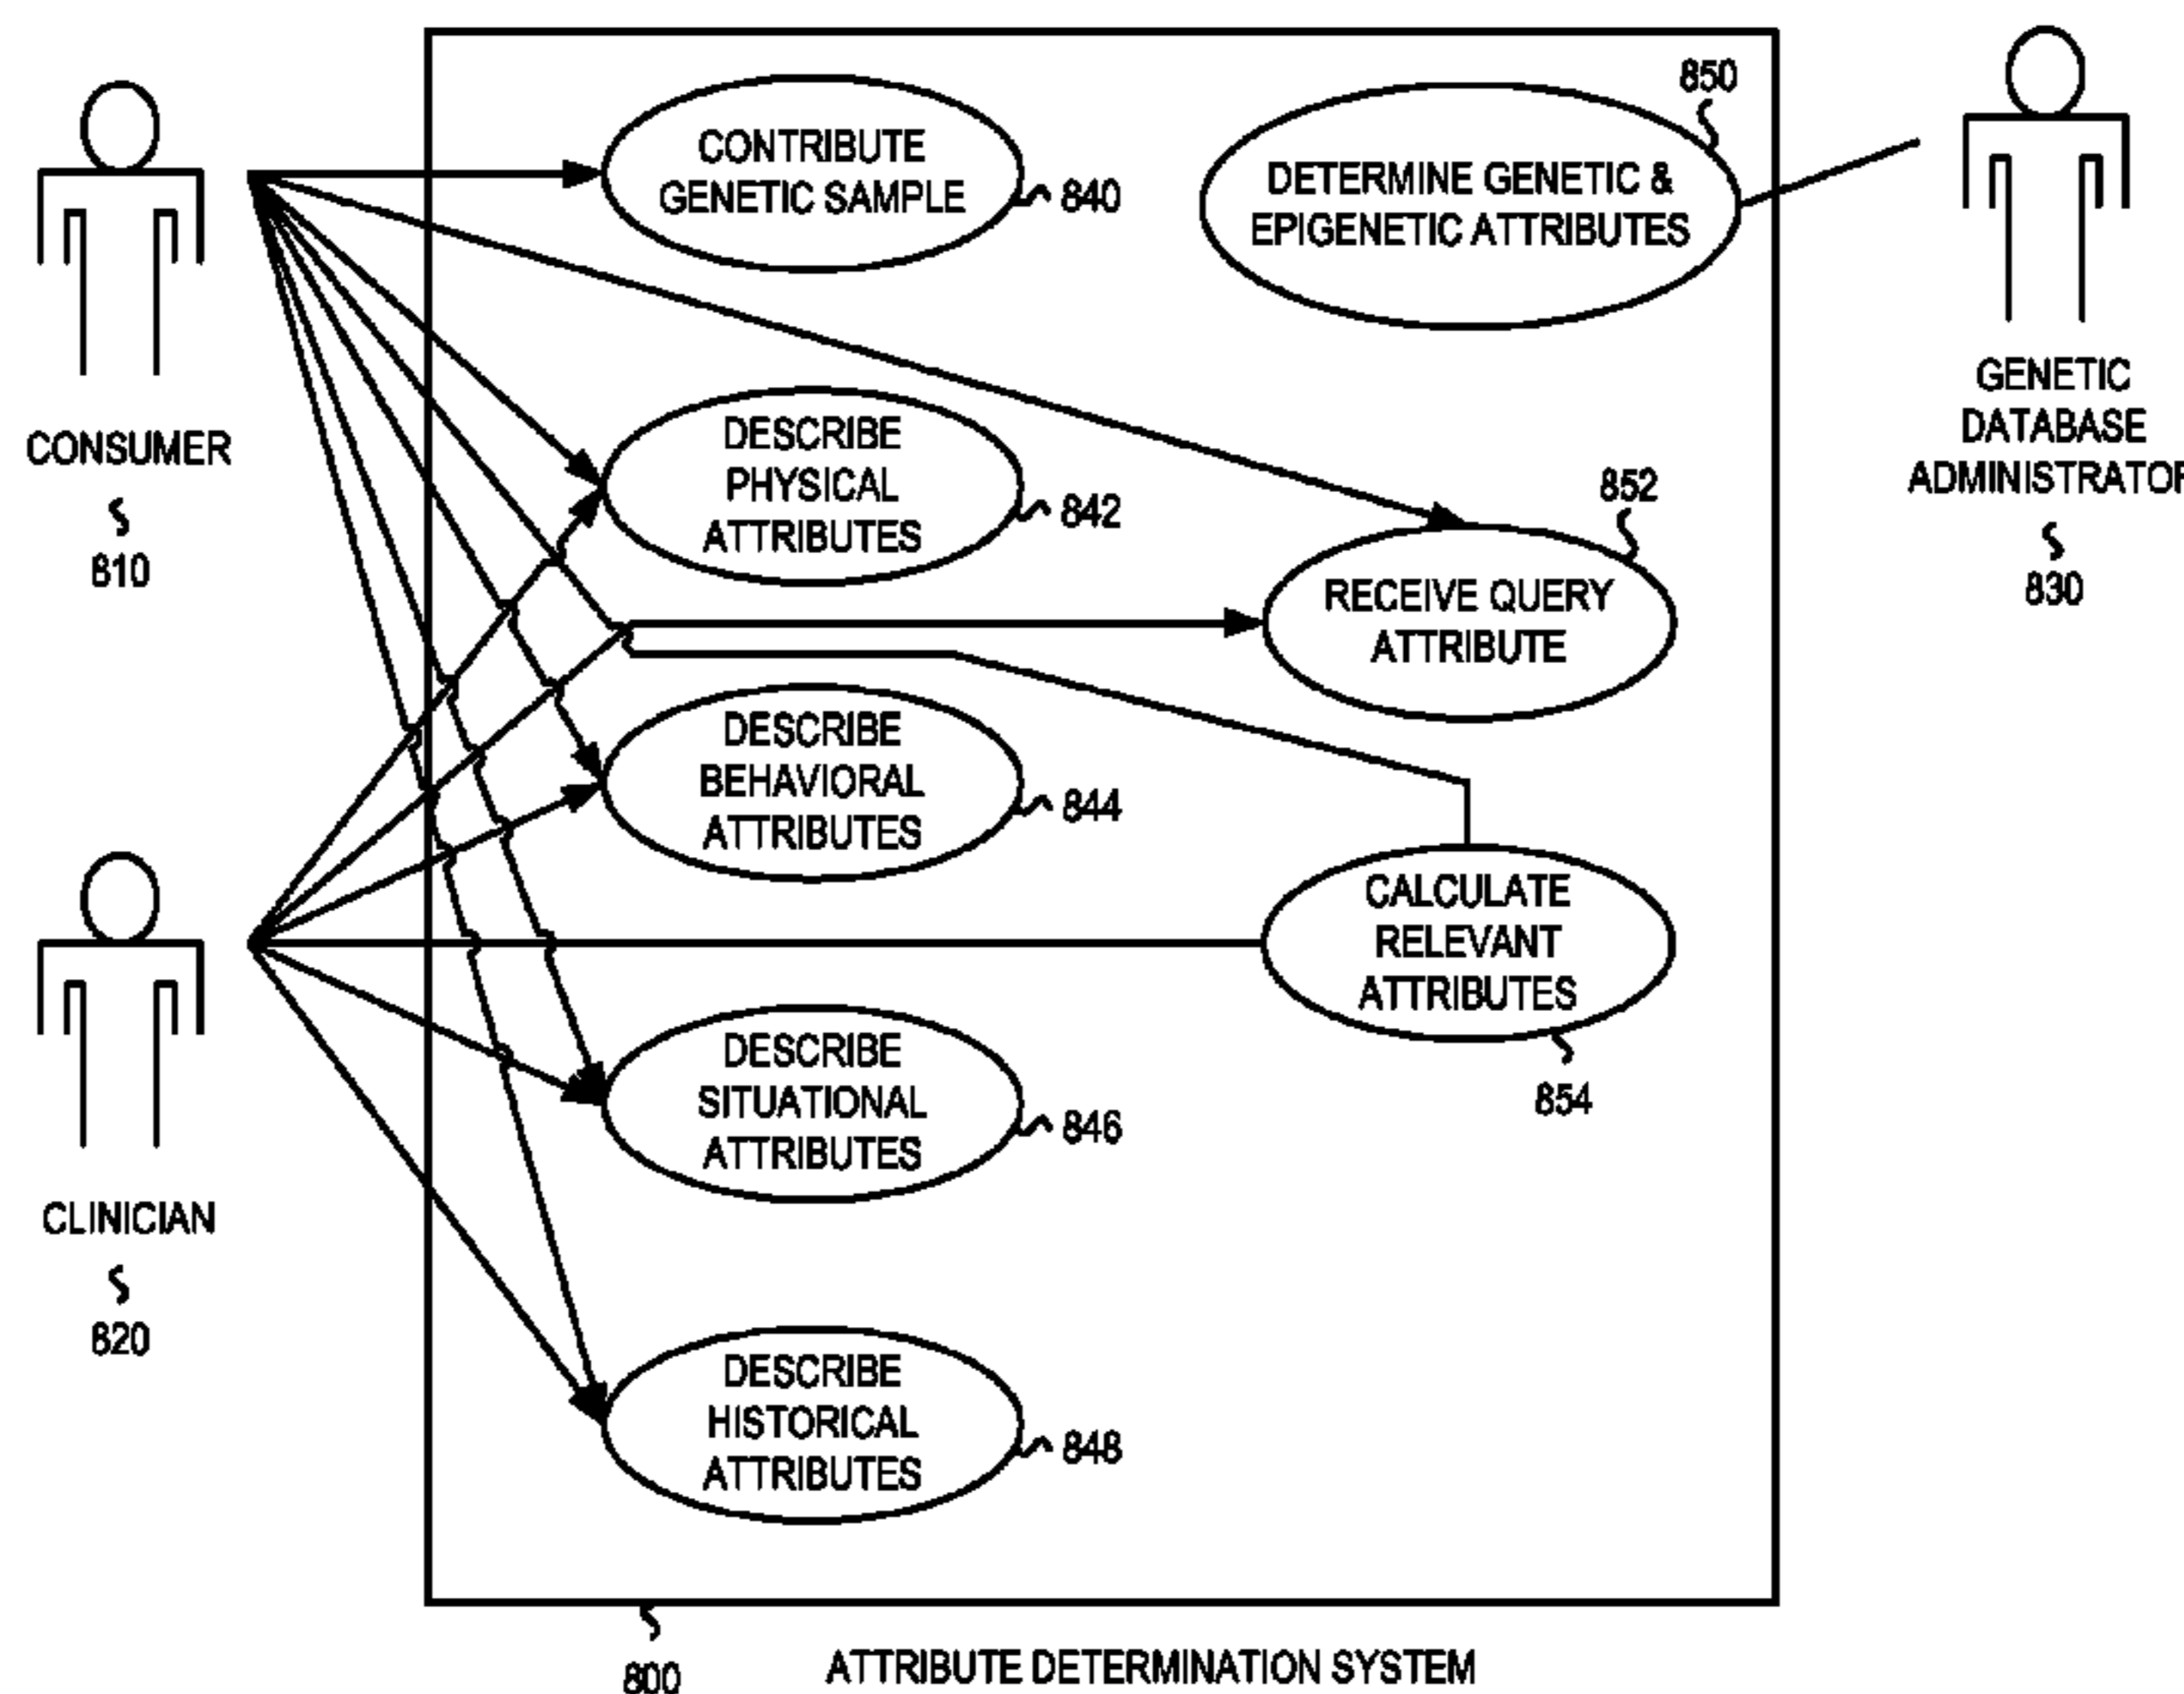 CONSUMER
810
CLINICIAN
820
CONTRIBUTE
GENETIC SAMPLE
840
DESCRIBE
PHYSICAL
ATTRIBUTES
842
DESCRIBE
BEHAVIORAL
ATTRIBUTES
844
DESCRIBE
SITUATIONAL
ATTRIBUTES
846
DESCRIBE
HISTORICAL
ATTRIBUTES
848
850
DETERMINE GENETIC &
EPIGENETIC ATTRIBUTES
852
RECEIVE QUERY
ATTRIBUTE
CALCULATE
RELEVANT
ATTRIBUTES
854
GENETIC
DATABASE
ADMINISTRATOR
830
800
ATTRIBUTE DETERMINATION SYSTEM